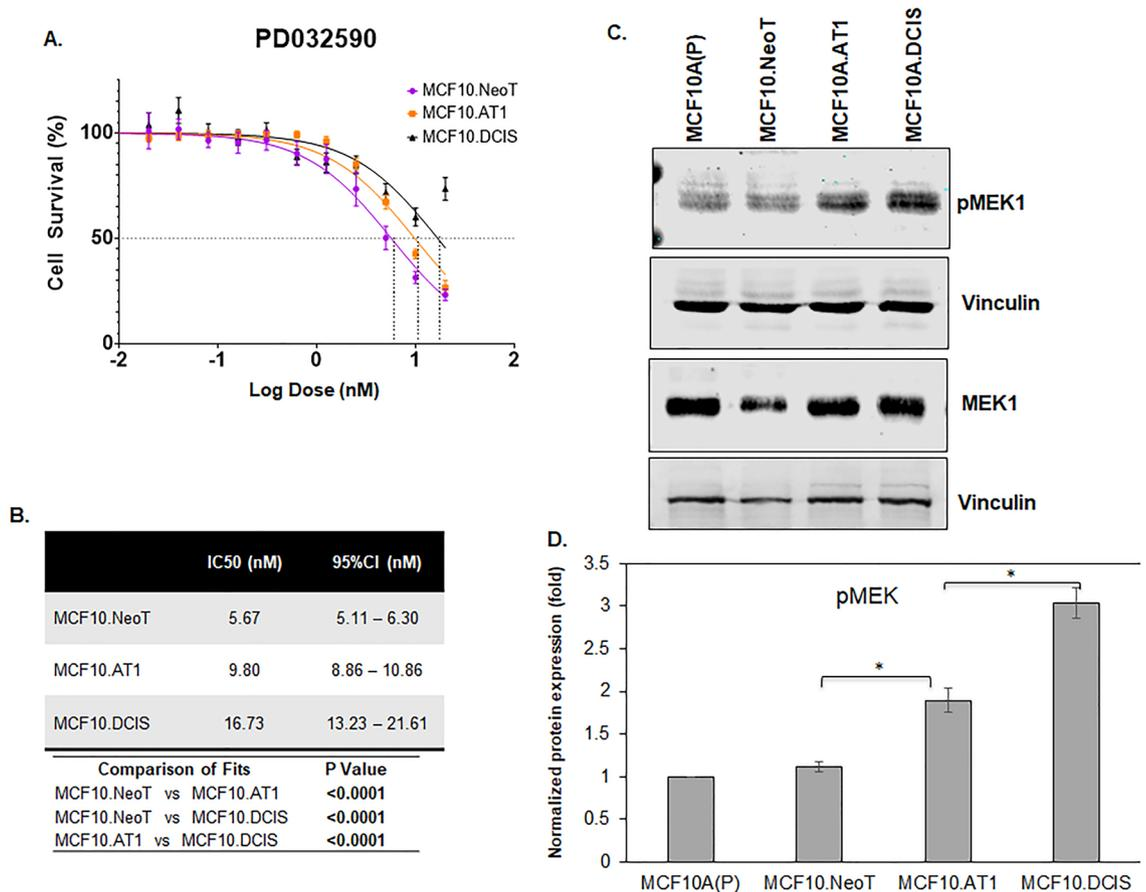 A.
PD032590
MCF10.NeoT
MCF10.AT1
MCF10.DCIS
Cell Survival (%)
100
50
0
-2
-1
0
1
2
Log Dose (nM)
B.
IC50 (nM) 95%CI (nM)
MCF10.NeoT 5.67 5.11 – 6.30
MCF10.AT1 9.80 8.86 – 10.86
MCF10.DCIS 16.73 13.23 – 21.61
Comparison of Fits P Value
MCF10.NeoT vs MCF10.AT1 <0.0001
MCF10.NeoT vs MCF10.DCIS <0.0001
MCF10.AT1 vs MCF10.DCIS <0.0001
C.
MCF10A(P)
MCF10.NeoT
MCF10A.AT1
MCF10A.DCIS
pMEK1
Vinculin
MEK1
Vinculin
D.
Normalized protein expression (fold)
3.5
3
2.5
2
1.5
1
0.5
0
pMEK
*
*
MCF10A(P)
MCF10.NeoT
MCF10.AT1
MCF10.DCIS